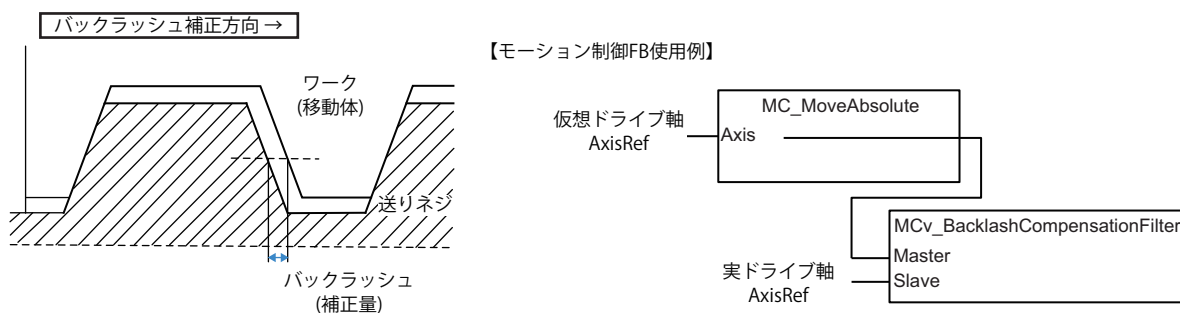 バックラッシュ補正方向 →
ワーク
(移動体)
送りネジ
バックラッシュ
(補正量)
【モーション制御FB使用例】
仮想ドライブ軸
AxisRef
MC_MoveAbsolute
Axis
MCv_BacklashCompensationFilter
Master
Slave
実ドライブ軸
AxisRef